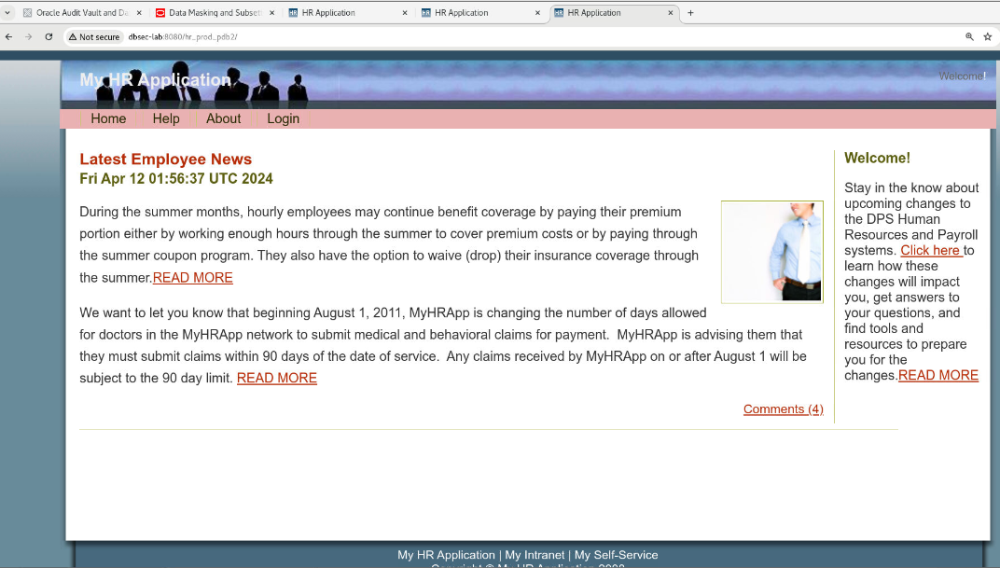 Oracle Audit Vault and Da
Data Masking and Subset
HR Application
HR Application
HR Application
Not secure dbsec-lab:8080/hr_prod_pdb2/
My HR Application
Welcome!
Home Help About Login
Latest Employee News
Fri Apr 12 01:56:37 UTC 2024
During the summer months, hourly employees may continue benefit coverage by paying their premium
portion either by working enough hours through the summer to cover premium costs or by paying through
the summer coupon program. They also have the option to waive (drop) their insurance coverage through
the summer.READ MORE
We want to let you know that beginning August 1, 2011, MyHRApp is changing the number of days allowed
for doctors in the MyHRApp network to submit medical and behavioral claims for payment.  MyHRApp is advising them that
they must submit claims within 90 days of the date of service.  Any claims received by MyHRApp on or after August 1 will be
subject to the 90 day limit. READ MORE
Comments (4)
Welcome!
Stay in the know about
upcoming changes to
the DPS Human
Resources and Payroll
systems. Click here to
learn how these
changes will impact
you, get answers to
your questions, and
find tools and
resources to prepare
you for the
changes.READ MORE
My HR Application | My Intranet | My Self-Service
Copyright © My HR Application 2008